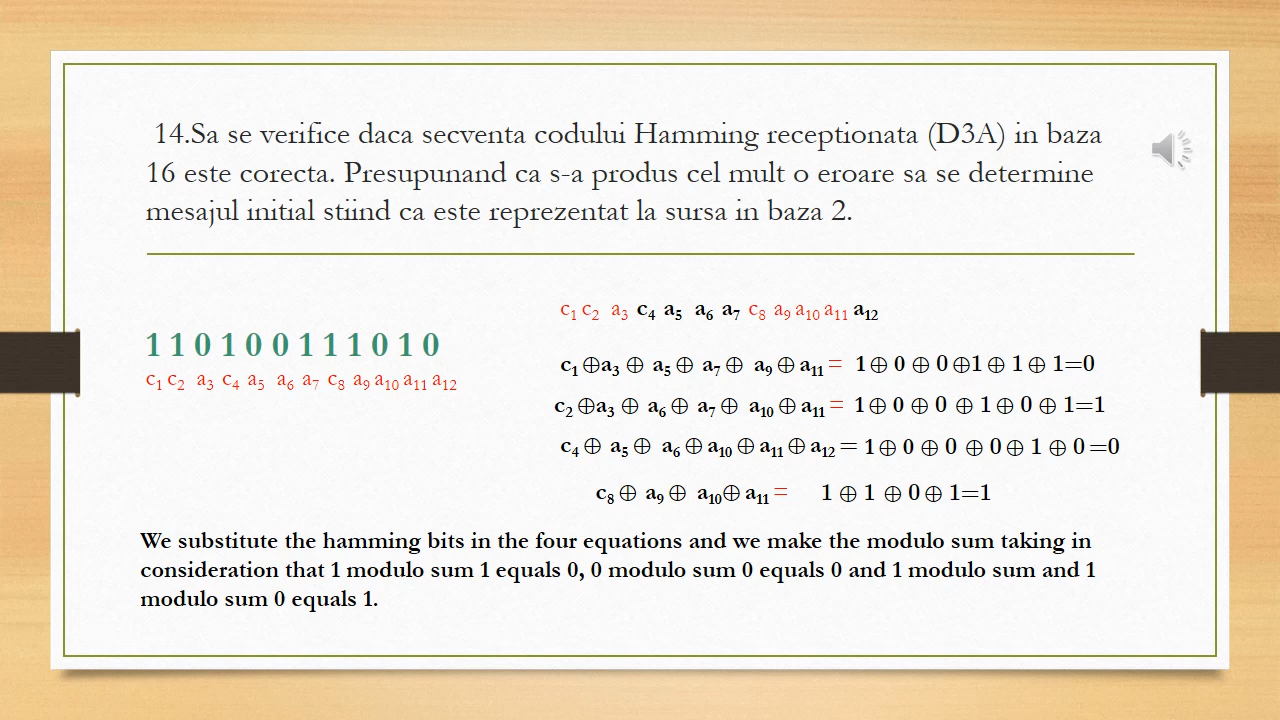 14.Sa se verifice daca secventa codului Hamming receptionata (D3A) in baza
16 este corecta. Presupunand ca s-a produs cel mult o eroare sa se determine
mesajul initial stiind ca este reprezentat la sursa in baza 2.
1 1 0 1 0 0 1 1 1 0 1 0
c₁ c₂ a₃ c₄ a₅ a₆ a₇ c₈ a₉ a₁₀ a₁₁ a₁₂
c₁ c₂ a₃ c₄ a₅ a₆ a₇ c₈ a₉ a₁₀ a₁₁ a₁₂
c₁ ⊕a₃ ⊕ a₅ ⊕ a₇ ⊕ a₉ ⊕ a₁₁ = 1⊕ 0 ⊕ 0 ⊕1 ⊕ 1 ⊕ 1=0
c₂ ⊕a₃ ⊕ a₆ ⊕ a₇ ⊕ a₁₀ ⊕ a₁₁ = 1⊕ 0 ⊕ 0 ⊕ 1 ⊕ 0 ⊕ 1=1
c₄ ⊕ a₅ ⊕ a₆ ⊕ a₁₀ ⊕ a₁₁ ⊕ a₁₂ = 1⊕ 0 ⊕ 0 ⊕ 0⊕ 1 ⊕ 0 =0
c₈ ⊕ a₉ ⊕ a₁₀⊕ a₁₁ = 1 ⊕ 1 ⊕ 0⊕ 1=1
We substitute the hamming bits in the four equations and we make the modulo sum taking in
consideration that 1 modulo sum 1 equals 0, 0 modulo sum 0 equals 0 and 1 modulo sum and 1
modulo sum 0 equals 1.